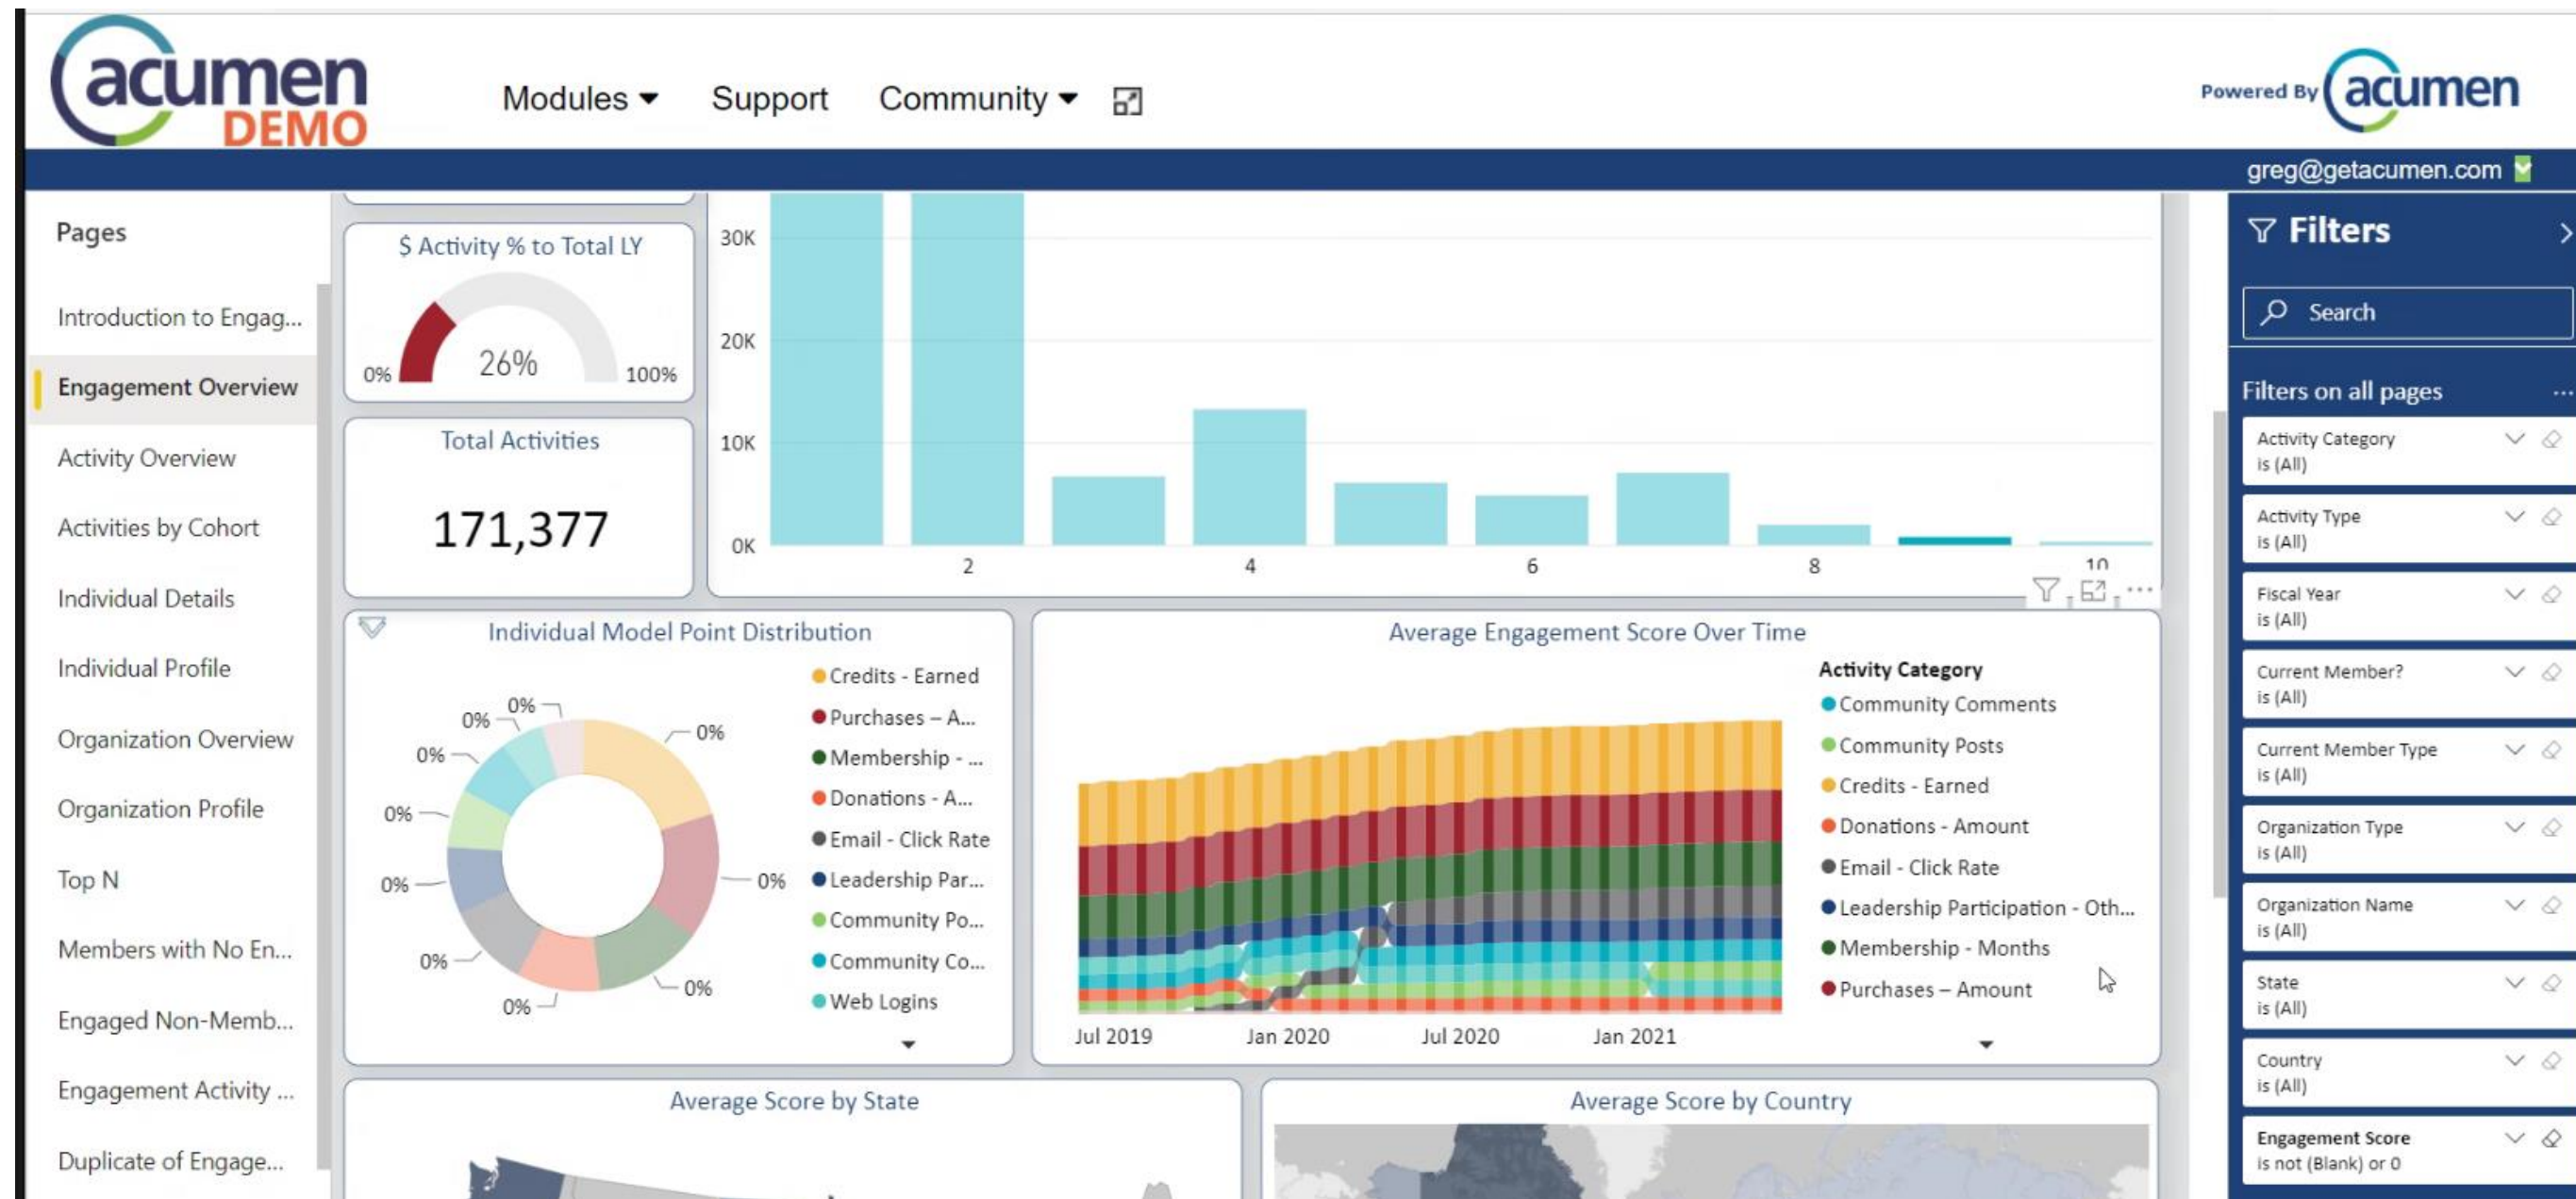 acumen
DEMO
Modules
Support
Community
Powered By acumen
greg@getacumen.com
Pages
Introduction to Engag...
Engagement Overview
Activity Overview
Activities by Cohort
Individual Details
Individual Profile
Organization Overview
Organization Profile
Top N
Members with No En...
Engaged Non-Memb...
Engagement Activity ...
Duplicate of Engage...
$ Activity % to Total LY
0%
26%
100%
Total Activities
171,377
30K
20K
10K
0K
2
4
6
8
10
Individual Model Point Distribution
0%
0%
0%
0%
0%
0%
0%
0%
0%
0%
Credits - Earned
Purchases – A...
Membership - ...
Donations - A...
Email - Click Rate
Leadership Par...
Community Po...
Community Co...
Web Logins
Average Engagement Score Over Time
Jul 2019
Jan 2020
Jul 2020
Jan 2021
Activity Category
Community Comments
Community Posts
Credits - Earned
Donations - Amount
Email - Click Rate
Leadership Participation - Oth...
Membership - Months
Purchases – Amount
Average Score by State
Average Score by Country
Filters
Search
Filters on all pages
...
Activity Category
is (All)
Activity Type
is (All)
Fiscal Year
is (All)
Current Member?
is (All)
Current Member Type
is (All)
Organization Type
is (All)
Organization Name
is (All)
State
is (All)
Country
is (All)
Engagement Score
is not (Blank) or 0